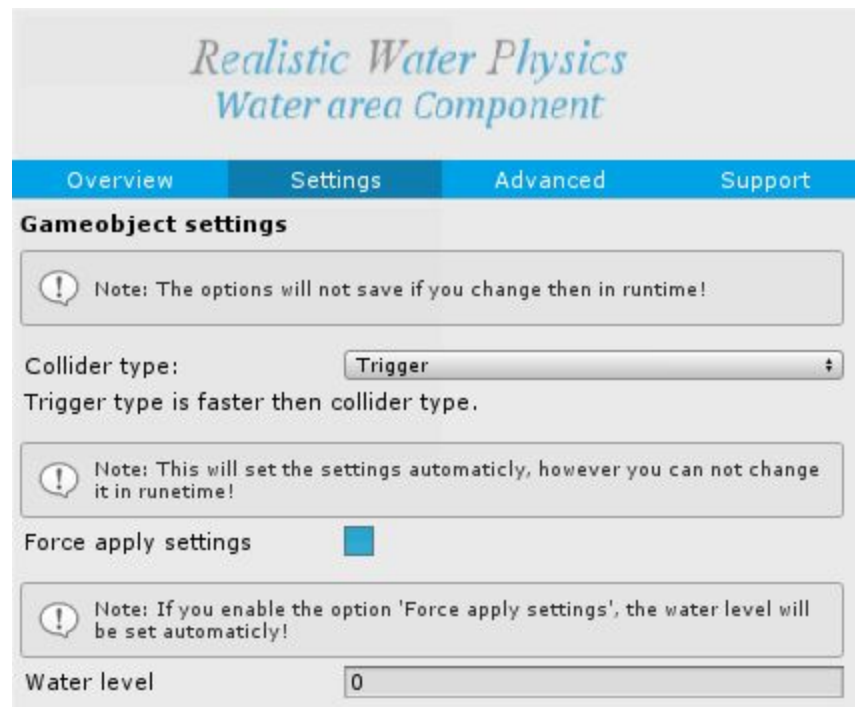 Realistic Water Physics
Water area Component
Overview Settings Advanced Support
Gameobject settings
Note: The options will not save if you change then in runtime!
Collider type: Trigger
Trigger type is faster then collider type.
Note: This will set the settings automaticly, however you can not change
it in runetime!
Force apply settings
Note: If you enable the option 'Force apply settings', the water level will
be set automaticly!
Water level 0